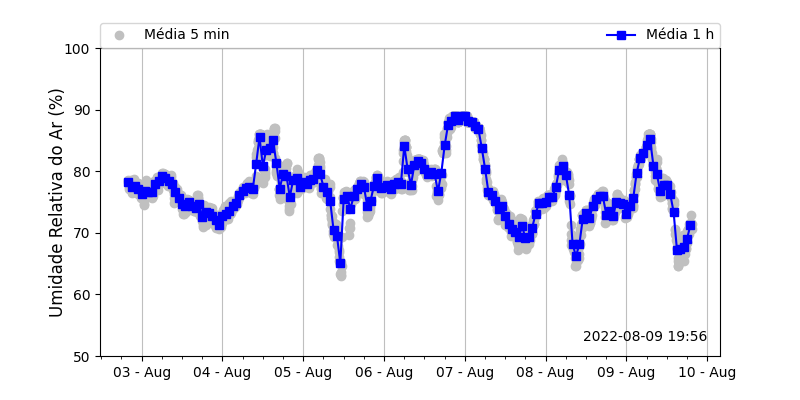 Média 5 min Média 1 h
100
90
80
70
60
50
Umidade Relativa do Ar (%)
2022-08-09 19:56
03 - Aug 04 - Aug 05 - Aug 06 - Aug 07 - Aug 08 - Aug 09 - Aug 10 - Aug